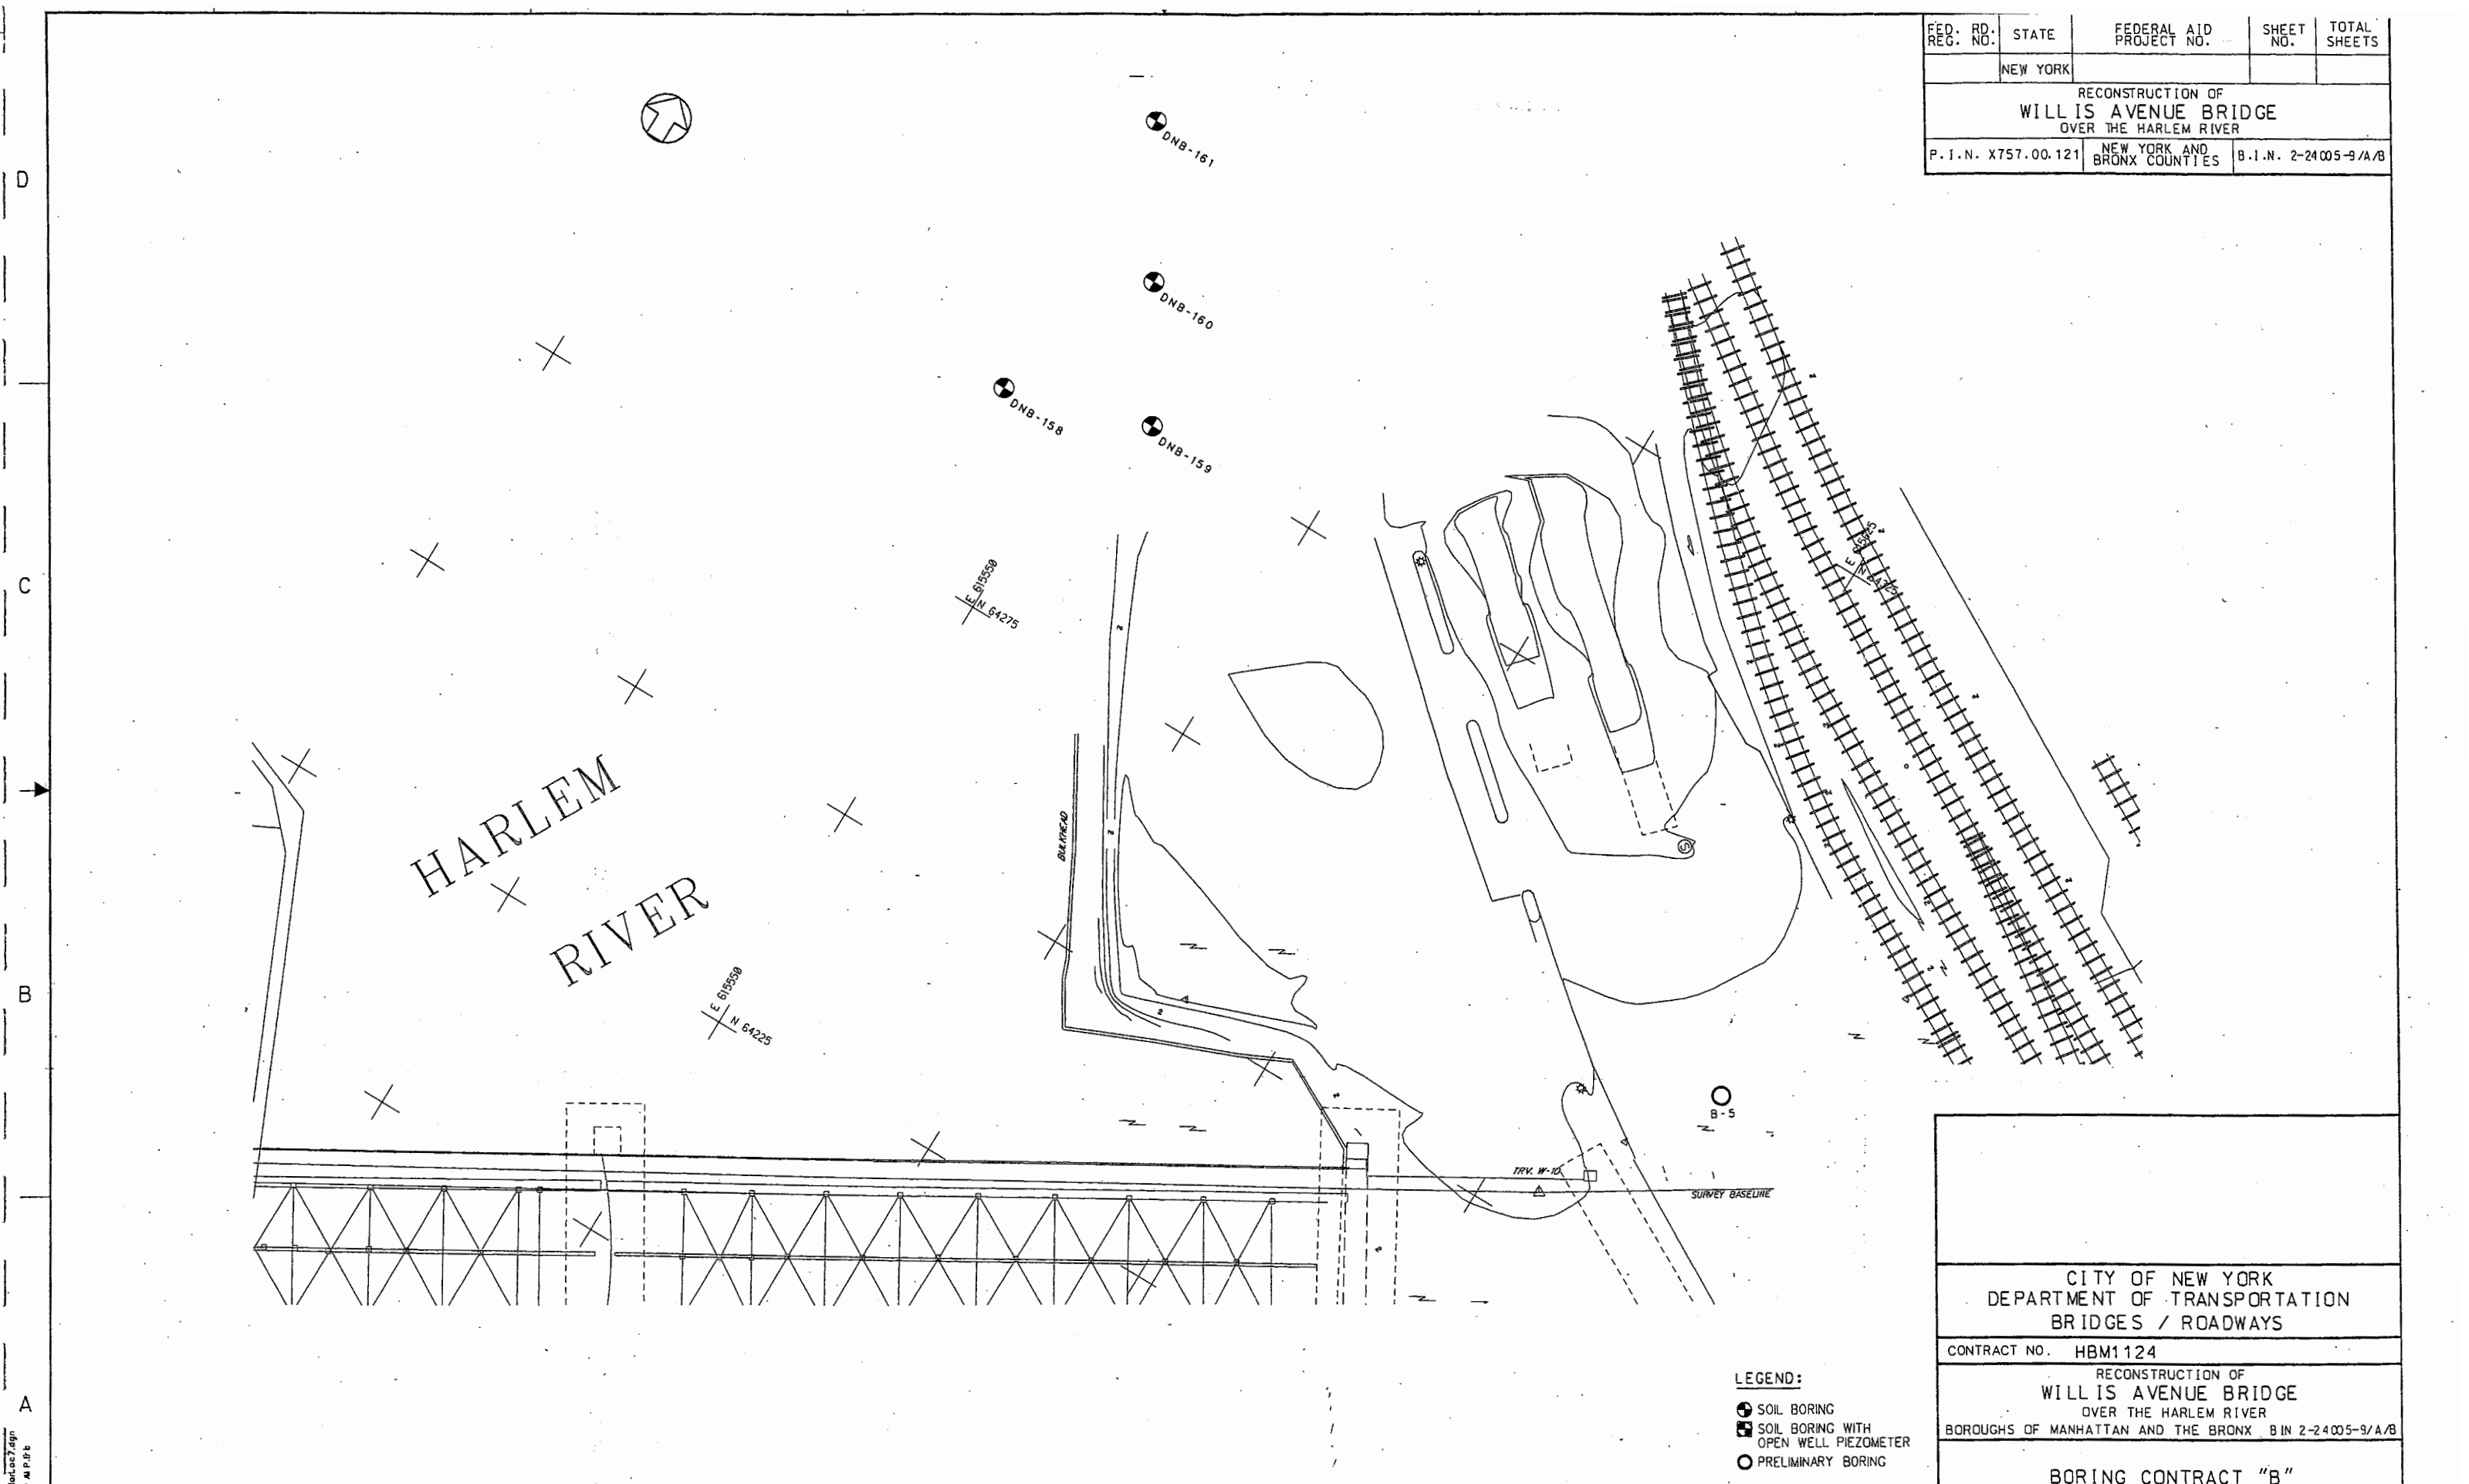 FED. RD. REG. NO.
STATE
FEDERAL AID PROJECT NO.
SHEET NO.
TOTAL SHEETS
NEW YORK
RECONSTRUCTION OF
WILLIS AVENUE BRIDGE
OVER THE HARLEM RIVER
P.I.N. X757.00.121
NEW YORK AND BRONX COUNTIES
B.I.N. 2-24005-9/A/B
D
C
B
A
DNB-161
DNB-160
DNB-158
DNB-159
E 615550
N 64275
E 615625
N 64325
HARLEM
RIVER
BULKHEAD
E 615550
N 64225
S
B-5
TRV. W-10
SURVEY BASELINE
LEGEND:
SOIL BORING
SOIL BORING WITH
OPEN WELL PIEZOMETER
PRELIMINARY BORING
CITY OF NEW YORK
DEPARTMENT OF TRANSPORTATION
BRIDGES / ROADWAYS
CONTRACT NO. HBM1124
RECONSTRUCTION OF
WILLIS AVENUE BRIDGE
OVER THE HARLEM RIVER
BOROUGHS OF MANHATTAN AND THE BRONX BIN 2-24005-9/A/B
BORING CONTRACT "B"